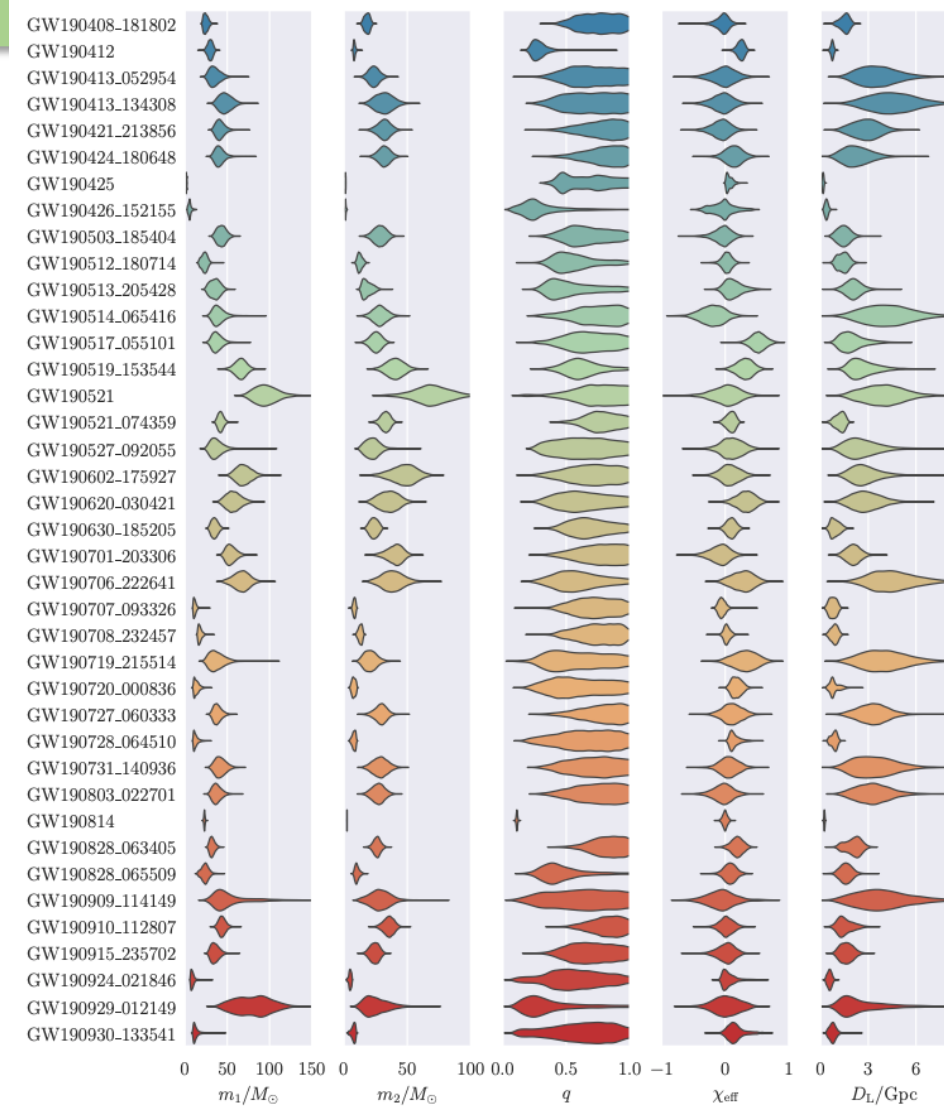 GW190408_181802
GW190412
GW190413_052954
GW190413_134308
GW190421_213856
GW190424_180648
GW190425
GW190426_152155
GW190503_185404
GW190512_180714
GW190513_205428
GW190514_065416
GW190517_055101
GW190519_153544
GW190521
GW190521_074359
GW190527_092055
GW190602_175927
GW190620_030421
GW190630_185205
GW190701_203306
GW190706_222641
GW190707_093326
GW190708_232457
GW190719_215514
GW190720_000836
GW190727_060333
GW190728_064510
GW190731_140936
GW190803_022701
GW190814
GW190828_063405
GW190828_065509
GW190909_114149
GW190910_112807
GW190915_235702
GW190924_021846
GW190929_012149
GW190930_133541
0 50 100 150 0 50 100 0.0 0.5 1.0 −1 0 1 0 3 6
m₁/M☉ m₂/M☉ q χeff DL/Gpc